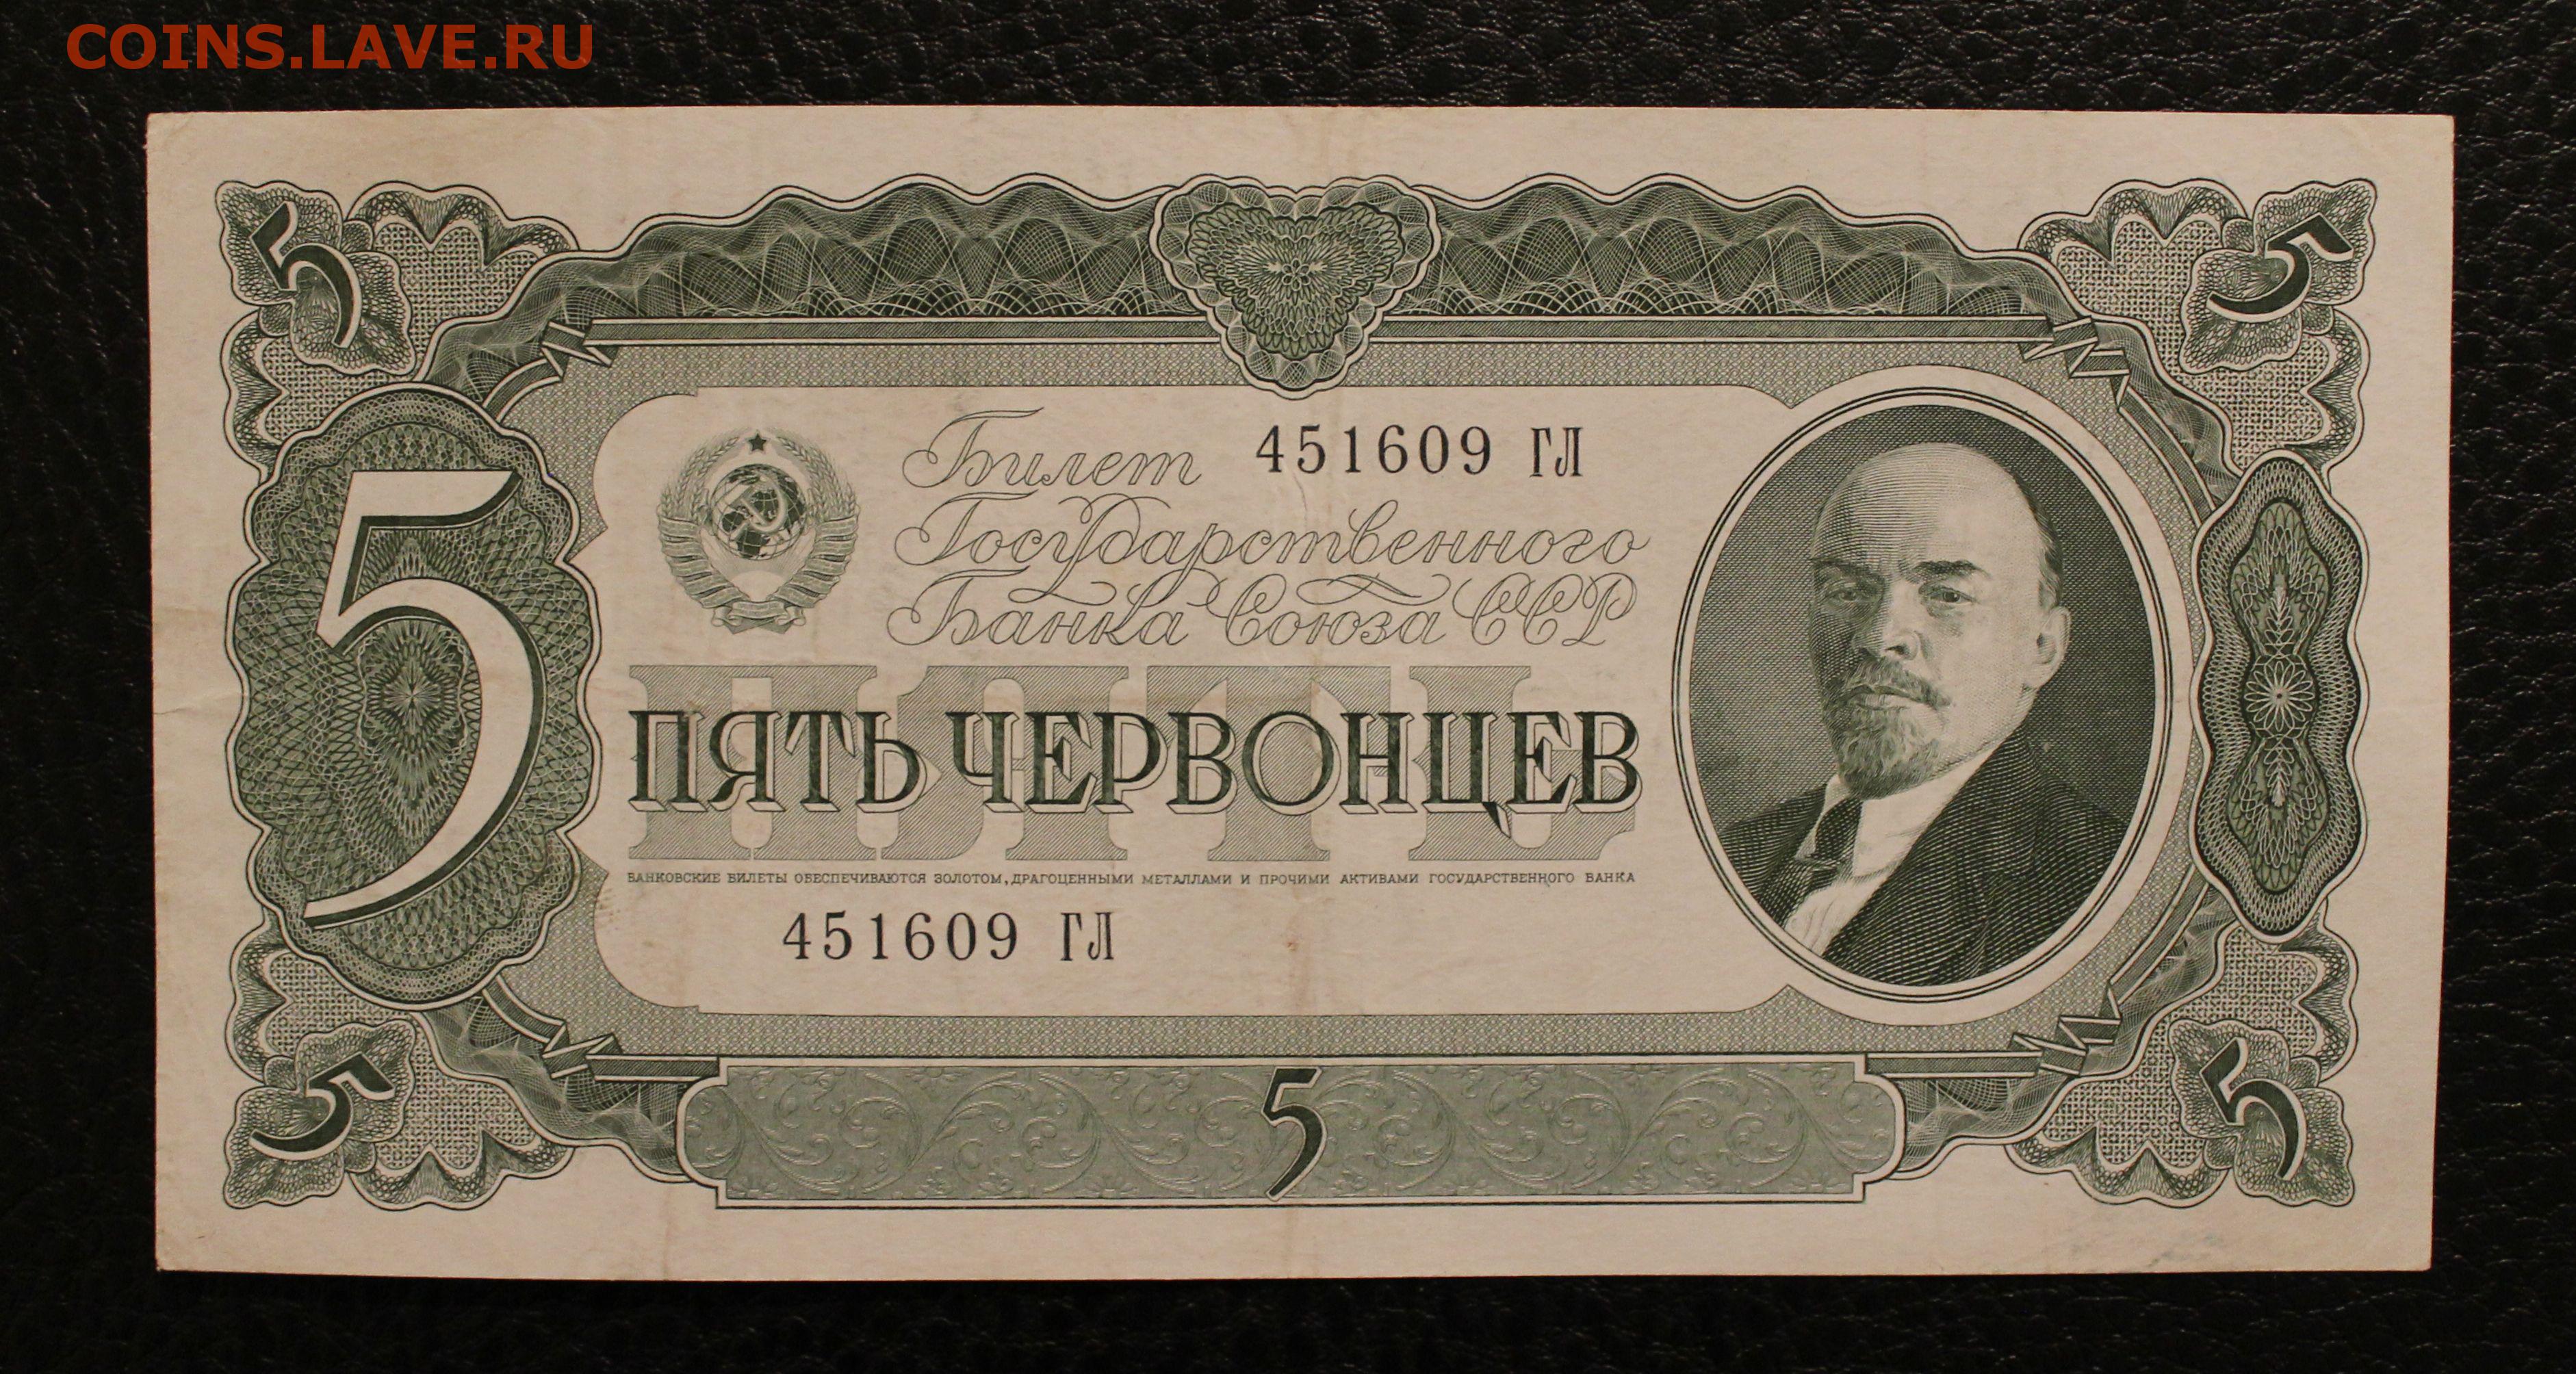 COINS.LAVE.RU
5 5
Билет 451609 ГЛ
Государственного
Банка Союза ССР
5
ПЯТЬ
ПЯТЬ ЧЕРВОНЦЕВ
БАНКОВСКИЕ БИЛЕТЫ ОБЕСПЕЧИВАЮТСЯ ЗОЛОТОМ, ДРАГОЦЕННЫМИ МЕТАЛЛАМИ И ПРОЧИМИ АКТИВАМИ ГОСУДАРСТВЕННОГО БАНКА
451609 ГЛ
5 5 5